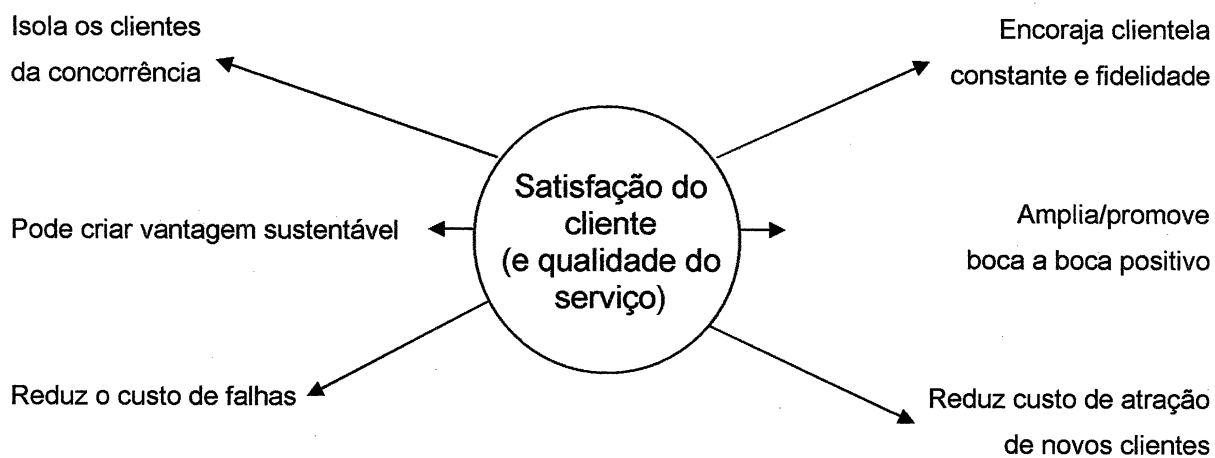 Isola os clientes
da concorrência
Encoraja clientela
constante e fidelidade
Satisfação do
cliente
(e qualidade do
serviço)
Pode criar vantagem sustentável
Amplia/promove
boca a boca positivo
Reduz o custo de falhas
Reduz custo de atração
de novos clientes